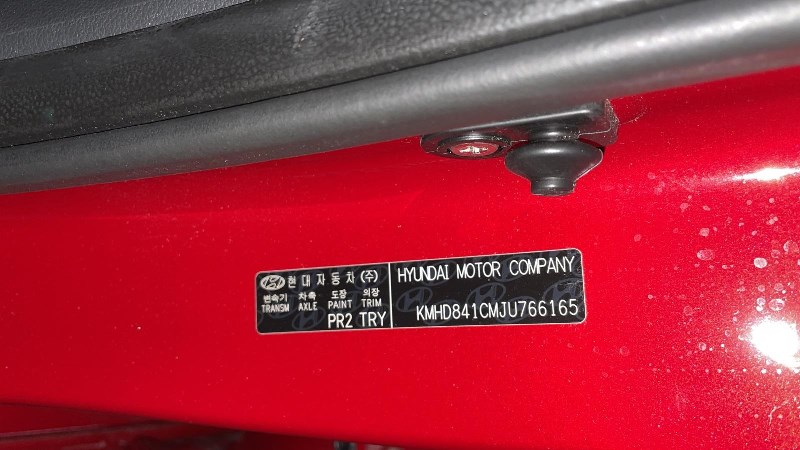 현대자동차 (주)
변속기 차축 도장 의장
TRANSM AXLE PAINT TRIM
PR2 TRY
HYUNDAI MOTOR COMPANY
KMHD841CMJU766165